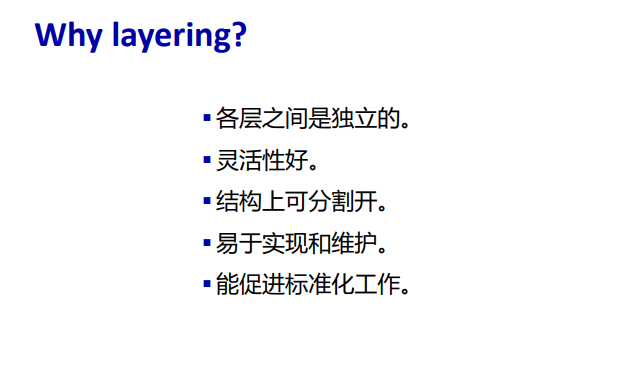 Why layering?
▪各层之间是独立的。
▪灵活性好。
▪结构上可分割开。
▪易于实现和维护。
▪能促进标准化工作。